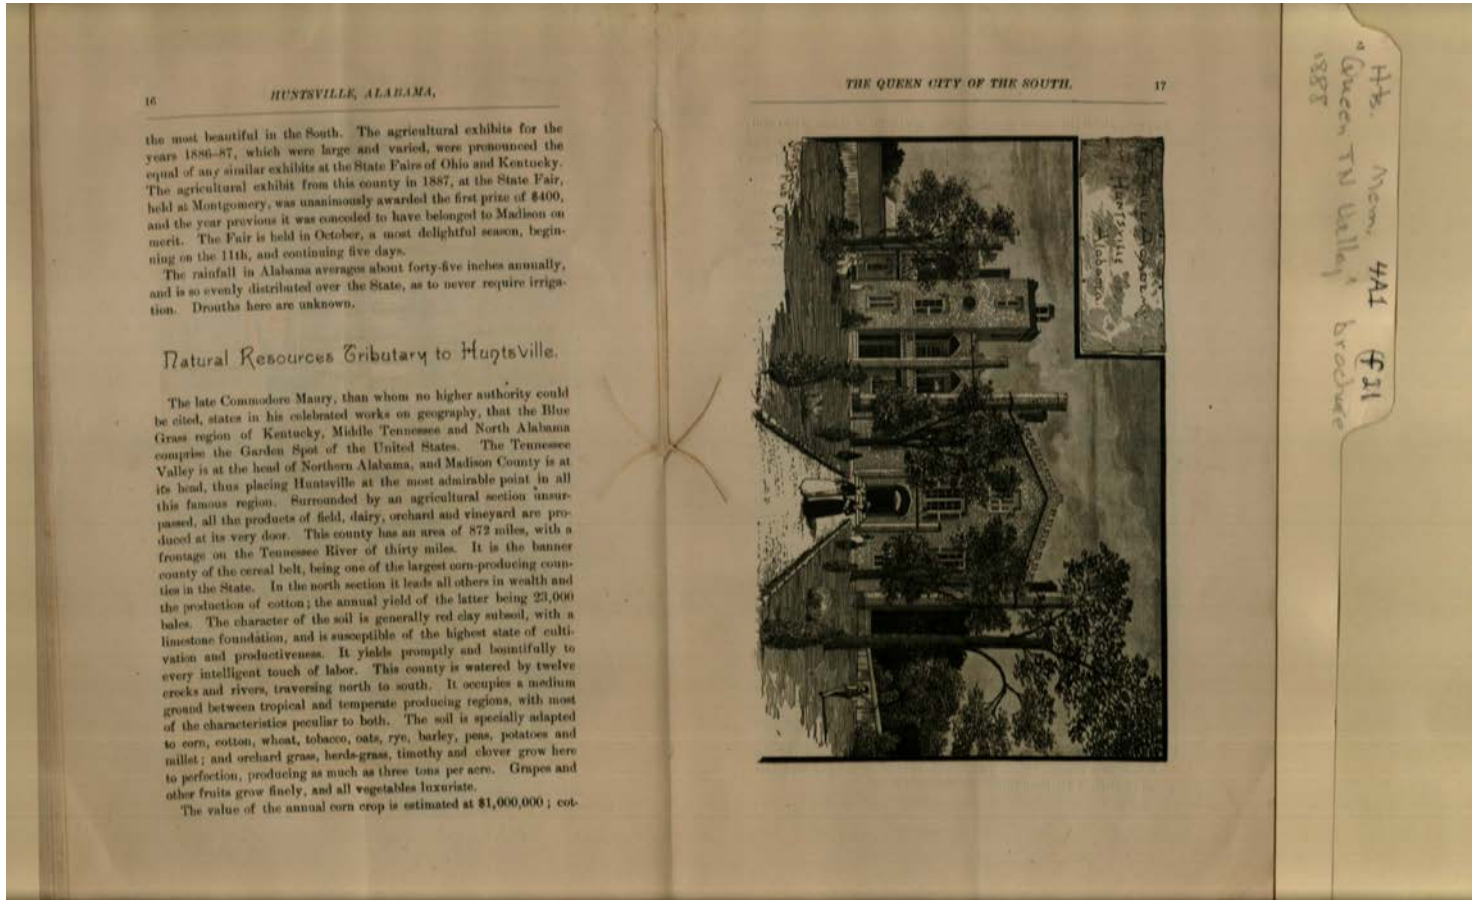 16
HUNTSVILLE, ALABAMA,
the most beautiful in the South. The agricultural exhibits for the
years 1886-87, which were large and varied, were pronounced the
equal of any similar exhibits at the State Fairs of Ohio and Kentucky.
The agricultural exhibit from this county in 1887, at the State Fair,
held at Montgomery, was unanimously awarded the first prize of $400,
and the year previous it was conceded to have belonged to Madison on
merit. The Fair is held in October, a most delightful season, begin-
ning on the 11th, and continuing five days.
The rainfall in Alabama averages about forty-five inches annually,
and is so evenly distributed over the State, as to never require irriga-
tion. Drouths here are unknown.
Natural Resources Tributary to Huntsville.
The late Commodore Maury, than whom no higher authority could
be cited, states in his celebrated works on geography, that the Blue
Grass region of Kentucky, Middle Tennessee and North Alabama
comprise the Garden Spot of the United States. The Tennessee
Valley is at the head of Northern Alabama, and Madison County is at
its head, thus placing Huntsville at the most admirable point in all
this famous region. Surrounded by an agricultural section unsur-
passed, all the products of field, dairy, orchard and vineyard are pro-
duced at its very door. This county has an area of 872 miles, with a
frontage on the Tennessee River of thirty miles. It is the banner
county of the cereal belt, being one of the largest corn-producing coun-
ties in the State. In the north section it leads all others in wealth and
the production of cotton; the annual yield of the latter being 23,000
bales. The character of the soil is generally red clay subsoil, with a
limestone foundation, and is susceptible of the highest state of culti-
vation and productiveness. It yields promptly and bountifully to
every intelligent touch of labor. This county is watered by twelve
creeks and rivers, traversing north to south. It occupies a medium
ground between tropical and temperate producing regions, with most
of the characteristics peculiar to both. The soil is specially adapted
to corn, cotton, wheat, tobacco, oats, rye, barley, peas, potatoes and
millet; and orchard grass, herds-grass, timothy and clover grow here
to perfection, producing as much as three tons per acre. Grapes and
other fruits grow finely, and all vegetables luxuriate.
The value of the annual corn crop is estimated at $1,000,000; cot-
THE QUEEN CITY OF THE SOUTH.
17
Huntsville
Alabama.
Hts. Mem. 4A1 f21
"Queen TN Valley" brochure
1888